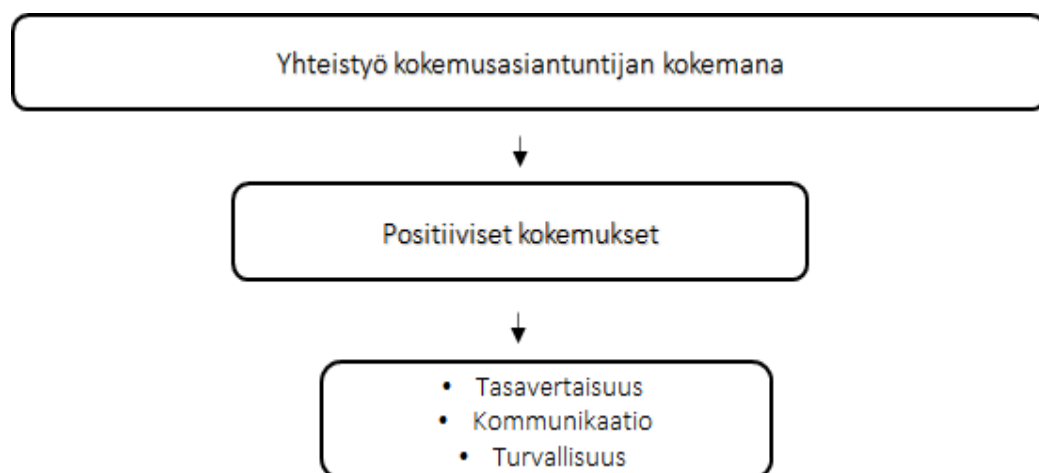 Yhteistyö kokemusasiantuntijan kokemana
Positiiviset kokemukset
• Tasavertaisuus
• Kommunikaatio
• Turvallisuus